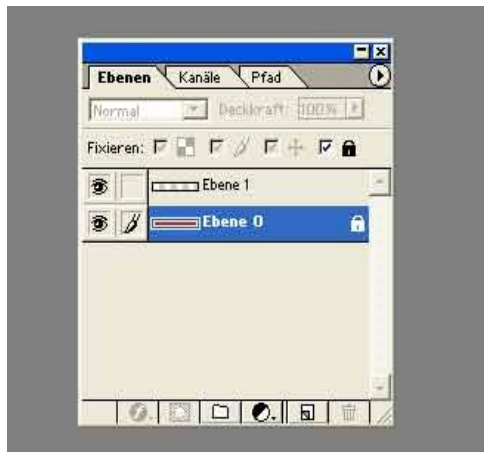 Ebenen Kanäle Pfad
Normal Deckkraft: 100%
Fixieren:
Ebene 1
Ebene 0